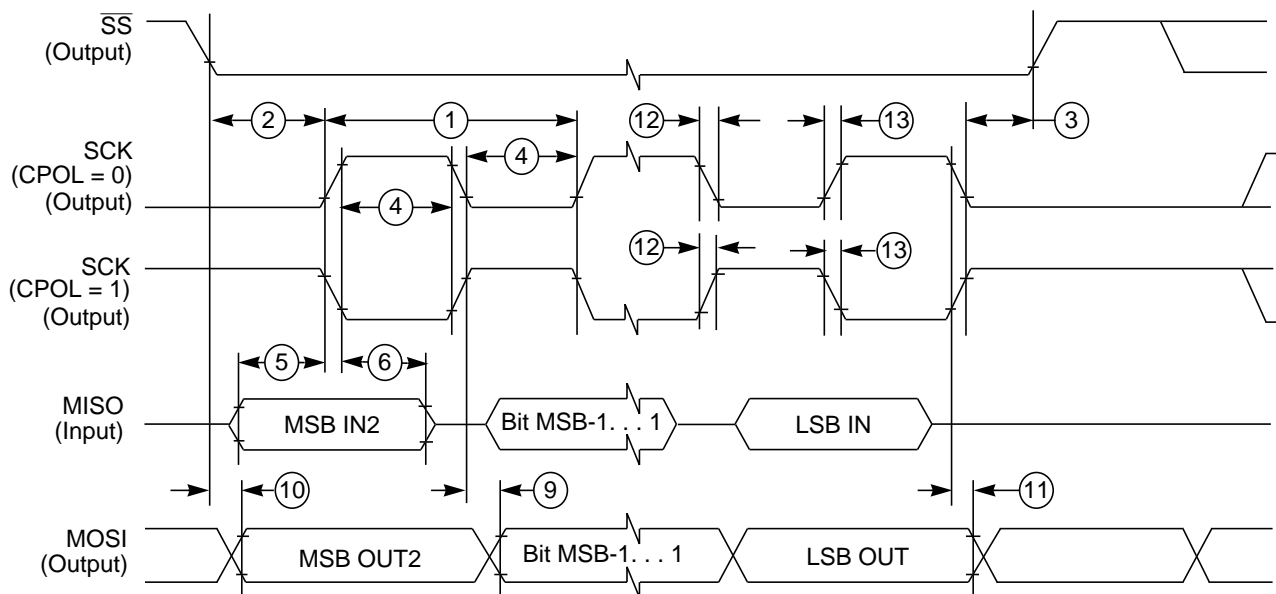 SS
(Output)
2
1
12
13
3
SCK
(CPOL = 0)
(Output)
4
4
12
13
SCK
(CPOL = 1)
(Output)
5
6
MISO
(Input)
MSB IN2
Bit MSB-1. . . 1
LSB IN
10
9
11
MOSI
(Output)
MSB OUT2
Bit MSB-1. . . 1
LSB OUT